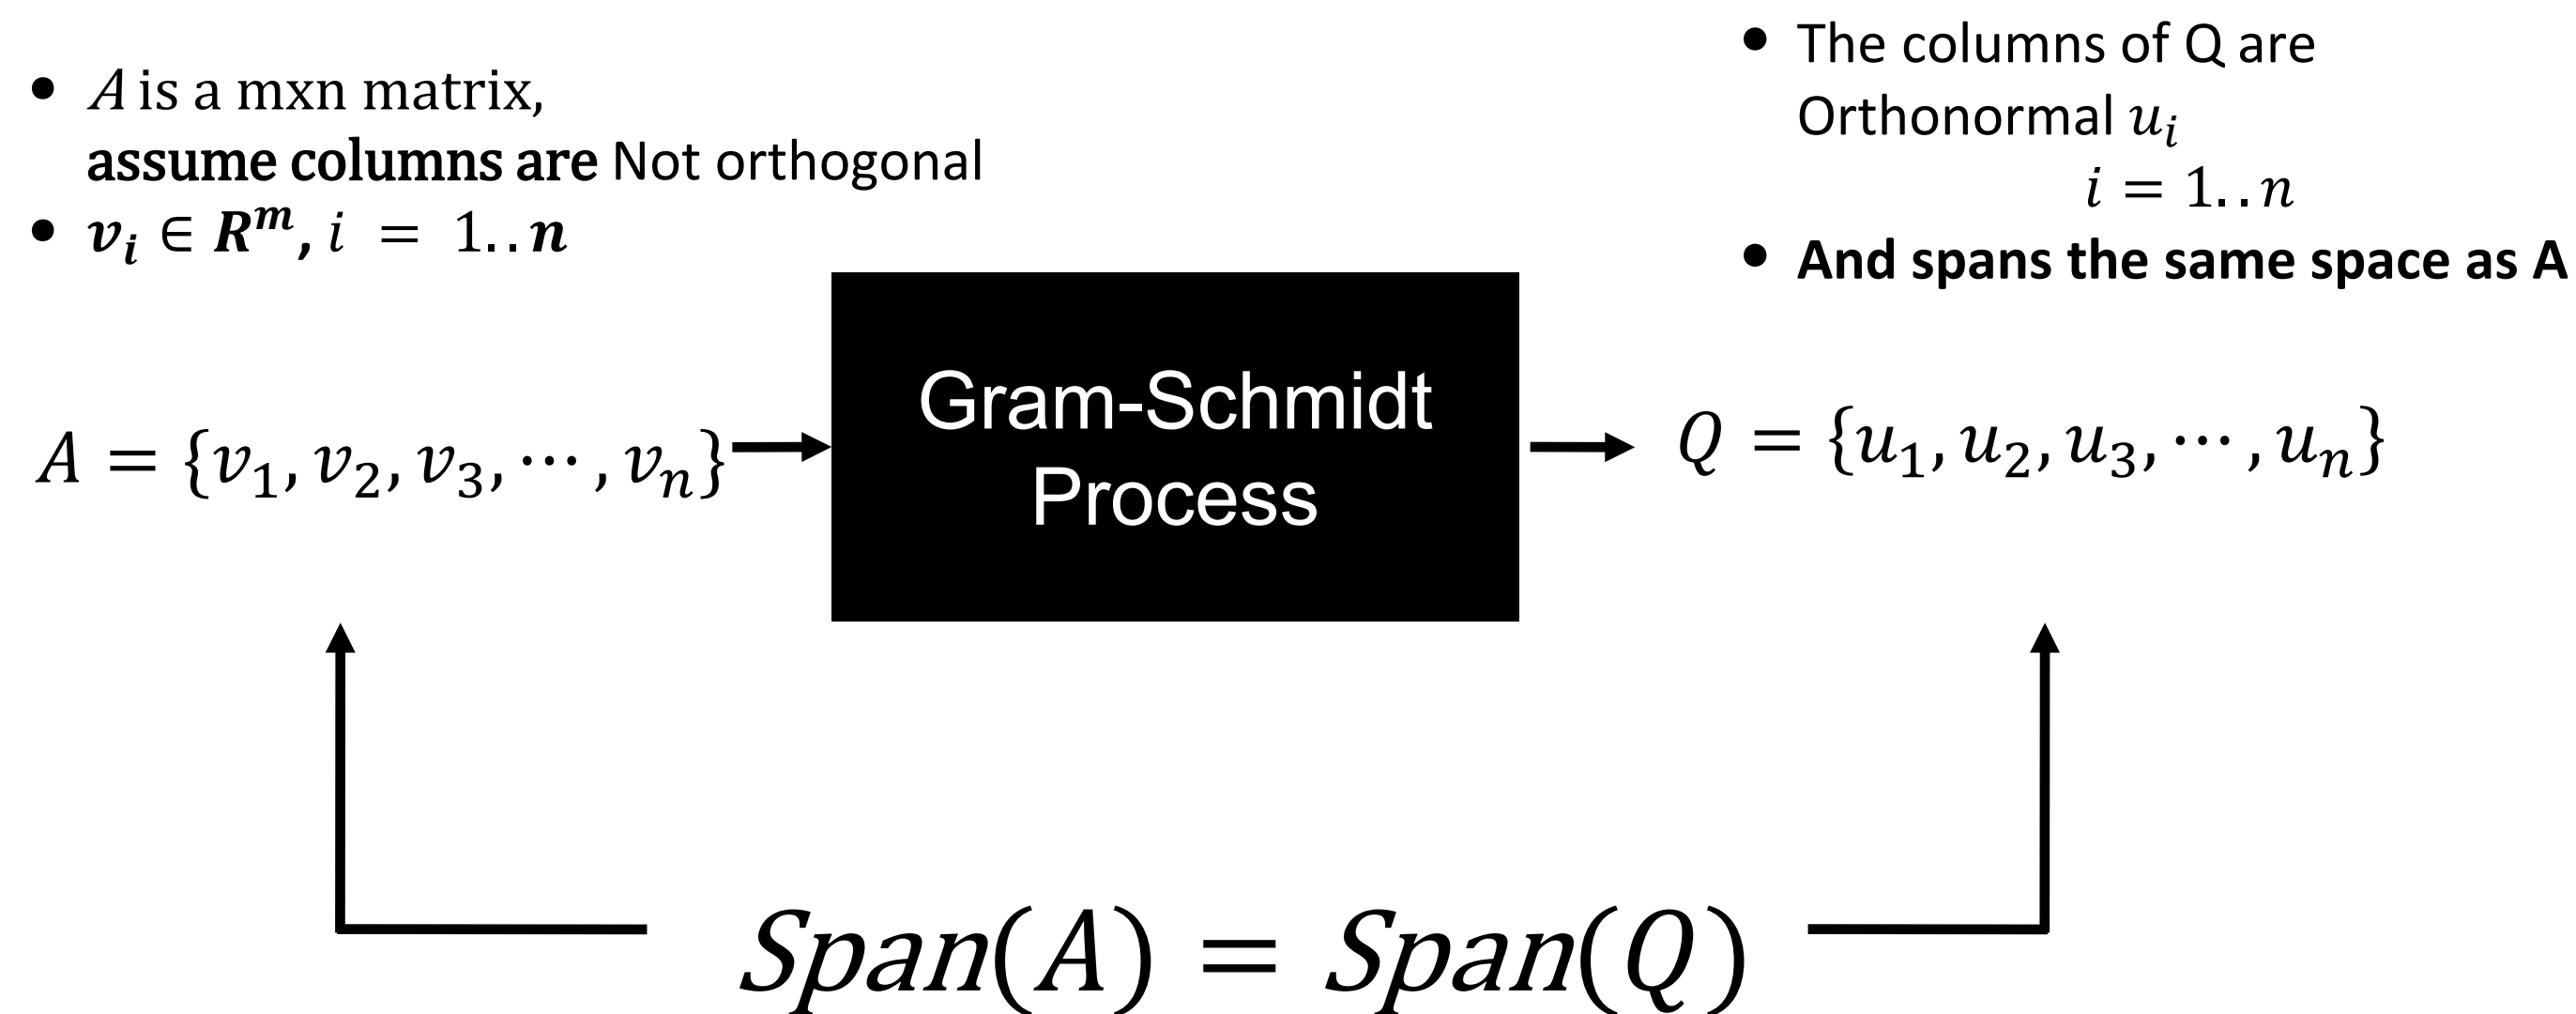 • A is a mxn matrix,
assume columns are Not orthogonal
• vᵢ ∈ Rᵐ, i = 1..n
• The columns of Q are
Orthonormal uᵢ
i = 1..n
• And spans the same space as A
A = {v₁, v₂, v₃, ⋯, vₙ}
Gram-Schmidt
Process
Q = {u₁, u₂, u₃, ⋯, uₙ}
Span(A) = Span(Q)